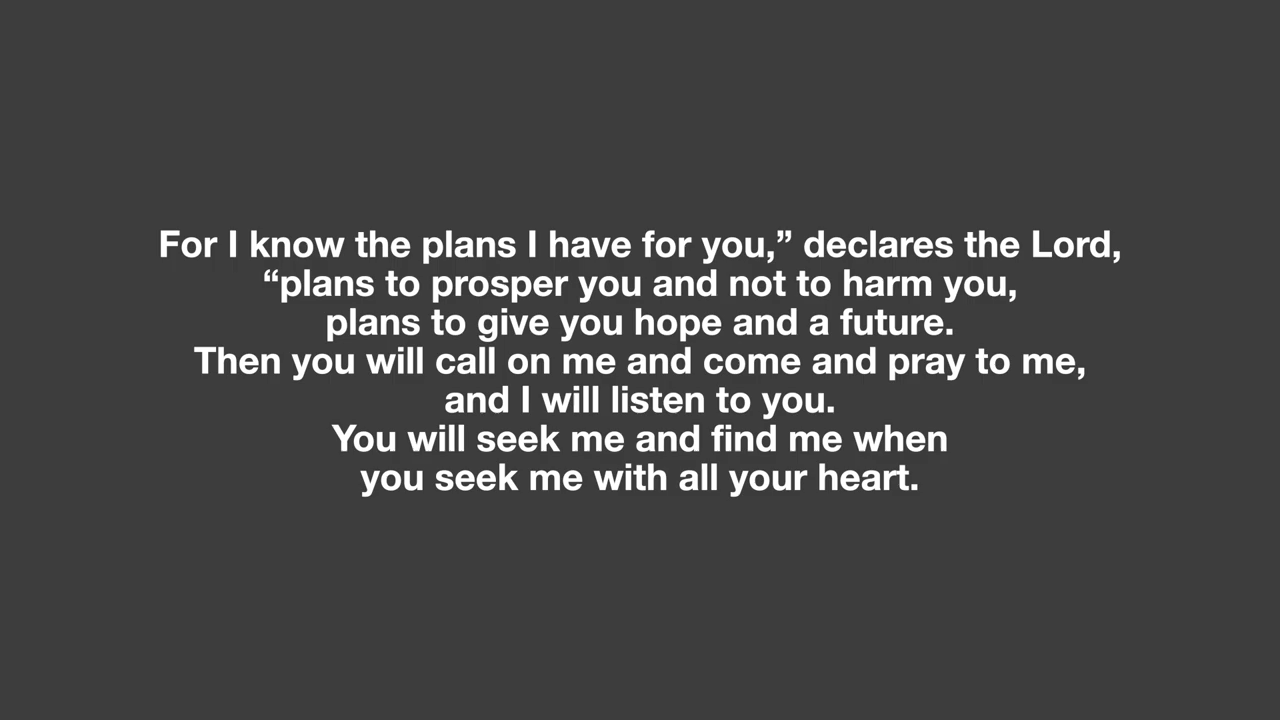 For I know the plans I have for you,” declares the Lord,
“plans to prosper you and not to harm you,
plans to give you hope and a future.
Then you will call on me and come and pray to me,
and I will listen to you.
You will seek me and find me when
you seek me with all your heart.